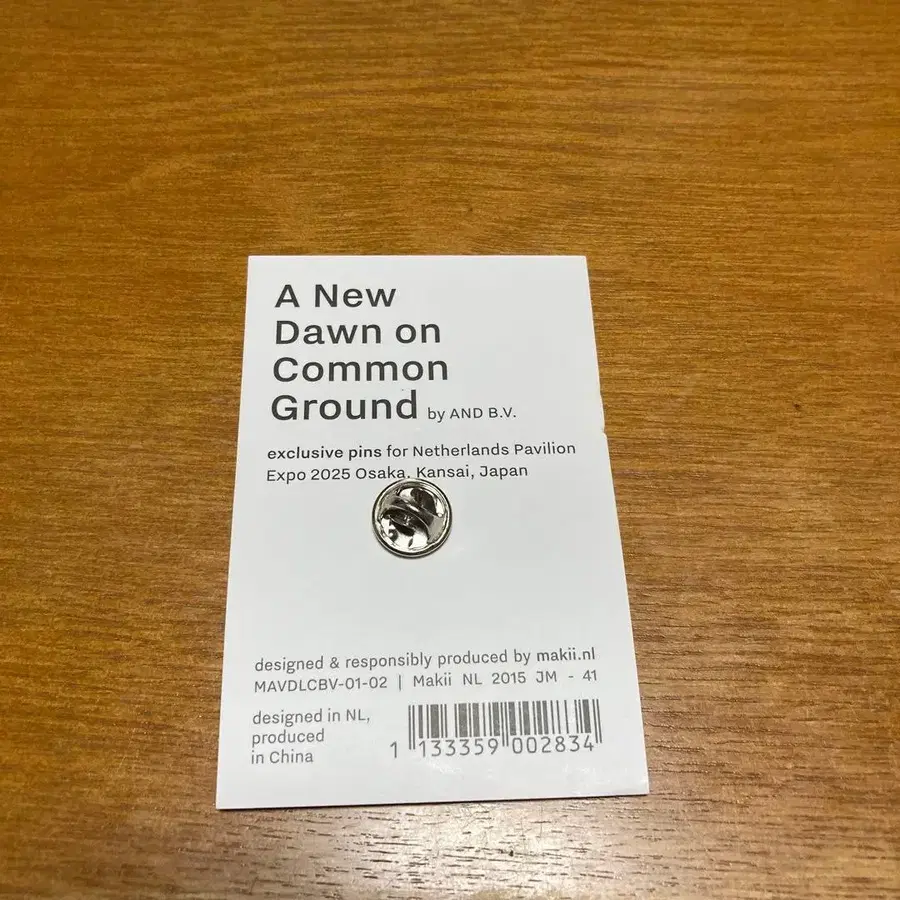 A New
Dawn on
Common
Ground by AND B.V.
exclusive pins for Netherlands Pavilion
Expo 2025 Osaka, Kansai, Japan
designed & responsibly produced by makii.nl
MAVDLCBV-01-02 | Makii NL 2015 JM - 41
designed in NL,
produced
in China
1 133359 002834